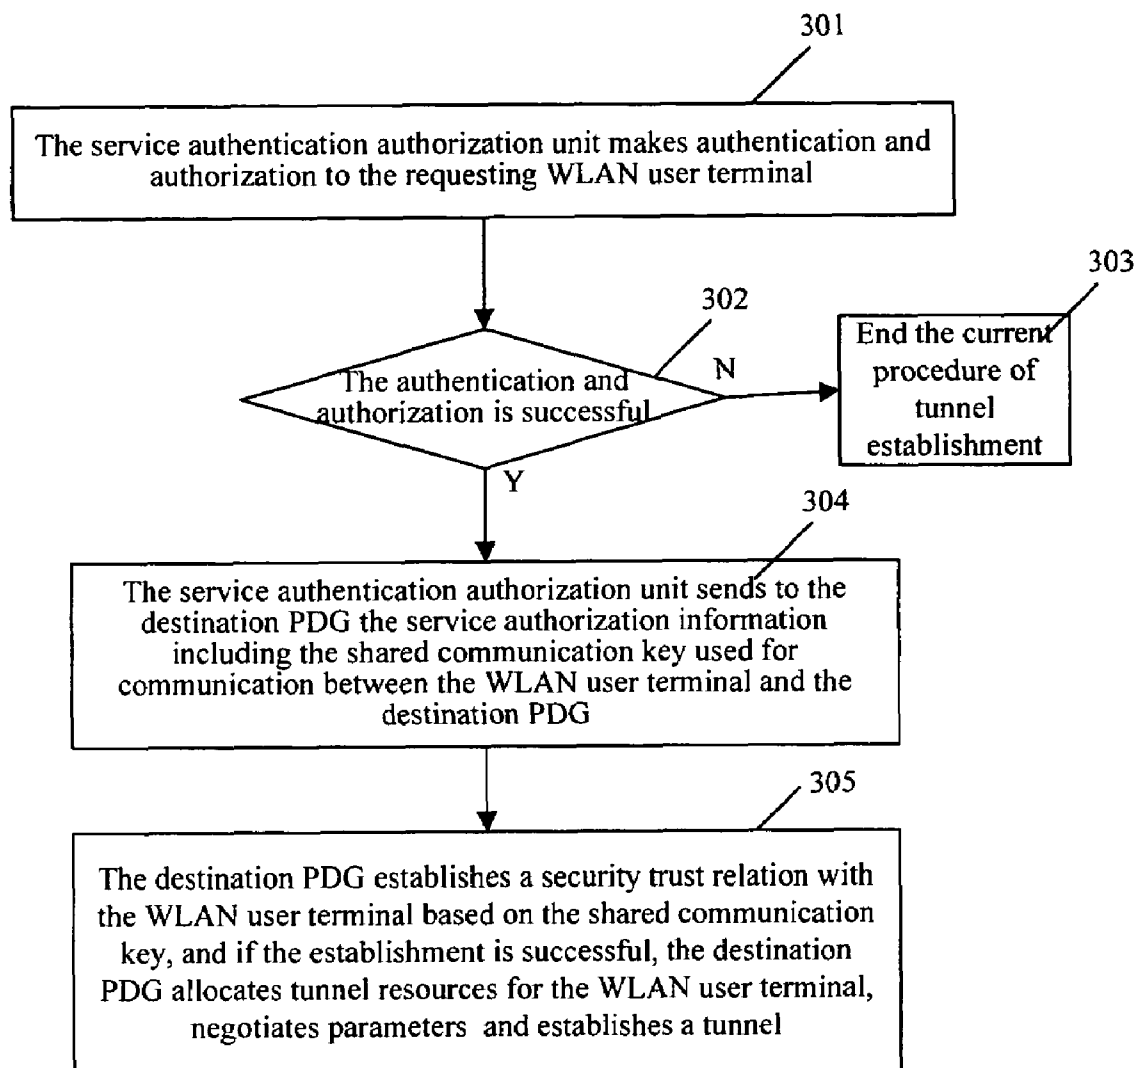 301
The service authentication authorization unit makes authentication and
authorization to the requesting WLAN user terminal
302
303
The authentication and
authorization is successful
N
End the current
procedure of
tunnel
establishment
Y
304
The service authentication authorization unit sends to the
destination PDG the service authorization information
including the shared communication key used for
communication between the WLAN user terminal and the
destination PDG
305
The destination PDG establishes a security trust relation with
the WLAN user terminal based on the shared communication
key, and if the establishment is successful, the destination
PDG allocates tunnel resources for the WLAN user terminal,
negotiates parameters and establishes a tunnel